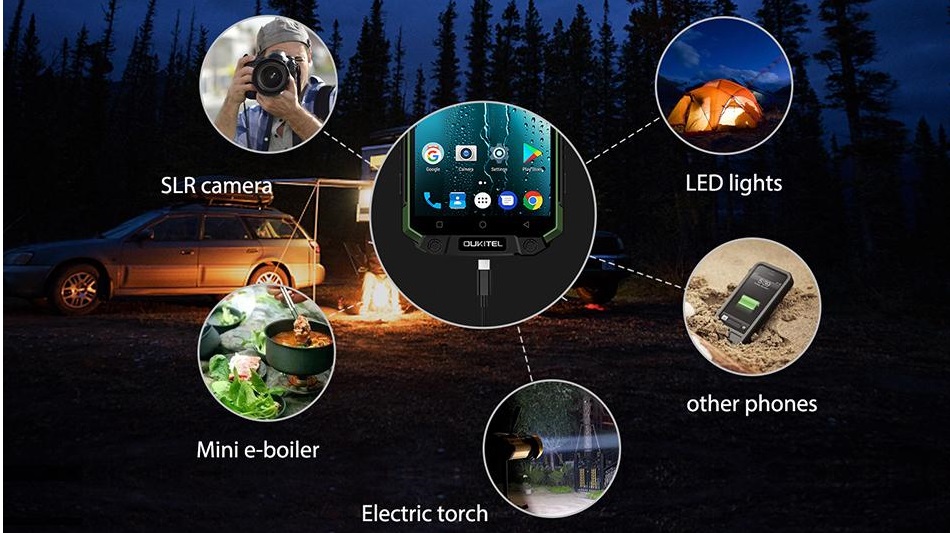 SLR camera
LED lights
Google Camera Settings Play Store
OUKITEL
other phones
Mini e-boiler
Electric torch